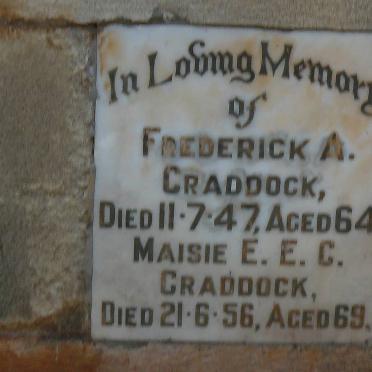 In Loving Memory
of
FREDERICK A.
CRADDOCK,
DIED 11·7·47, AGED 64
MAISIE E. E. C.
CRADDOCK,
DIED 21·6·56, AGED 69.